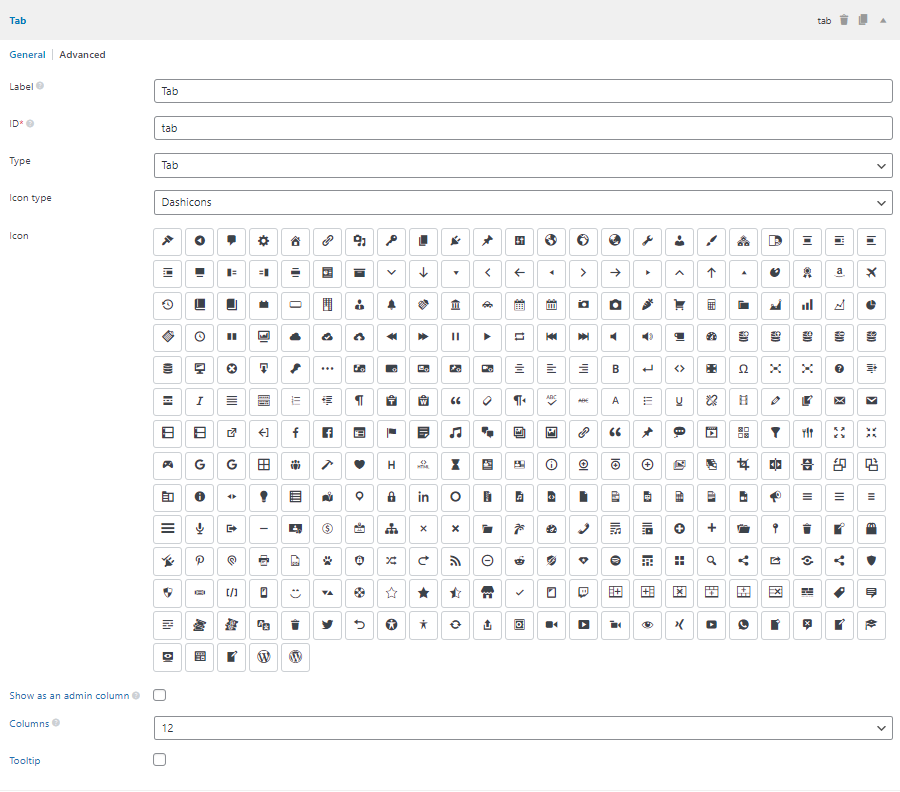 Tab
tab
General | Advanced
Label
Tab
ID*
tab
Type
Tab
Icon type
Dashicons
Icon
Show as an admin column
Columns
12
Tooltip